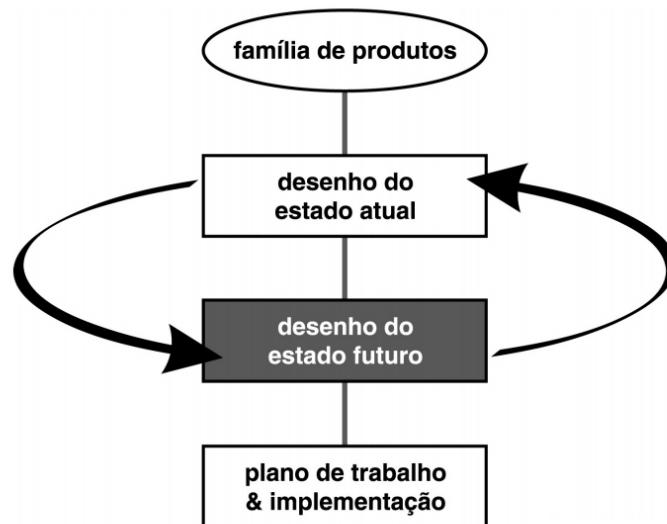 família de produtos
desenho do
estado atual
desenho do
estado futuro
plano de trabalho
& implementação